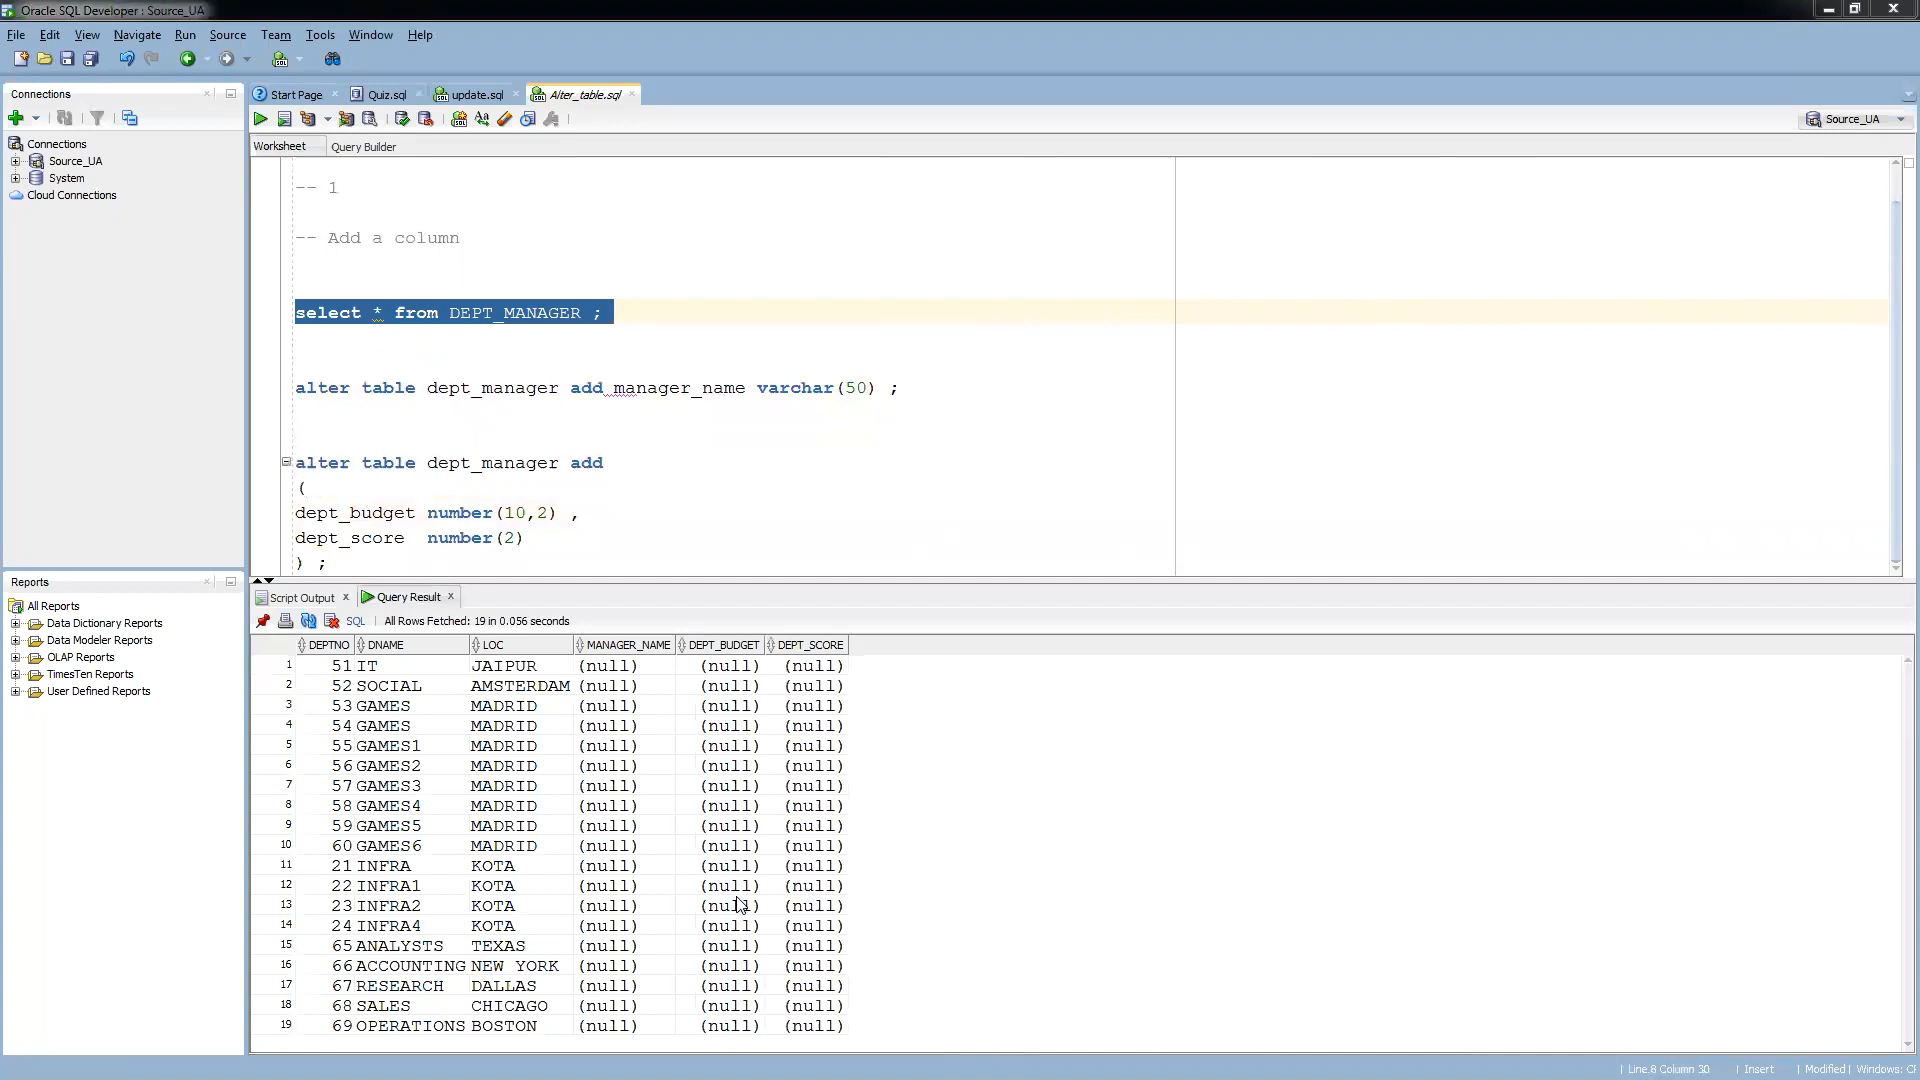 Oracle SQL Developer : Source_UA
File Edit View Navigate Run Source Team Tools Window Help
Connections
Start Page Quiz.sql update.sql Alter_table.sql
Source_UA
Worksheet Query Builder
Connections
Source_UA
System
Cloud Connections
-- 1
-- Add a column
select * from DEPT_MANAGER ;
alter table dept_manager add manager_name varchar(50) ;
alter table dept_manager add
(
dept_budget number(10,2) ,
dept_score number(2)
) ;
Reports
All Reports
Data Dictionary Reports
Data Modeler Reports
OLAP Reports
TimesTen Reports
User Defined Reports
Script Output Query Result
SQL All Rows Fetched: 19 in 0.056 seconds
DEPTNO DNAME LOC MANAGER_NAME DEPT_BUDGET DEPT_SCORE
1 51 IT JAIPUR (null) (null) (null)
2 52 SOCIAL AMSTERDAM (null) (null) (null)
3 53 GAMES MADRID (null) (null) (null)
4 54 GAMES MADRID (null) (null) (null)
5 55 GAMES1 MADRID (null) (null) (null)
6 56 GAMES2 MADRID (null) (null) (null)
7 57 GAMES3 MADRID (null) (null) (null)
8 58 GAMES4 MADRID (null) (null) (null)
9 59 GAMES5 MADRID (null) (null) (null)
10 60 GAMES6 MADRID (null) (null) (null)
11 21 INFRA KOTA (null) (null) (null)
12 22 INFRA1 KOTA (null) (null) (null)
13 23 INFRA2 KOTA (null) (null) (null)
14 24 INFRA4 KOTA (null) (null) (null)
15 65 ANALYSTS TEXAS (null) (null) (null)
16 66 ACCOUNTING NEW YORK (null) (null) (null)
17 67 RESEARCH DALLAS (null) (null) (null)
18 68 SALES CHICAGO (null) (null) (null)
19 69 OPERATIONS BOSTON (null) (null) (null)
Line 8 Column 30 Insert Modified Windows: